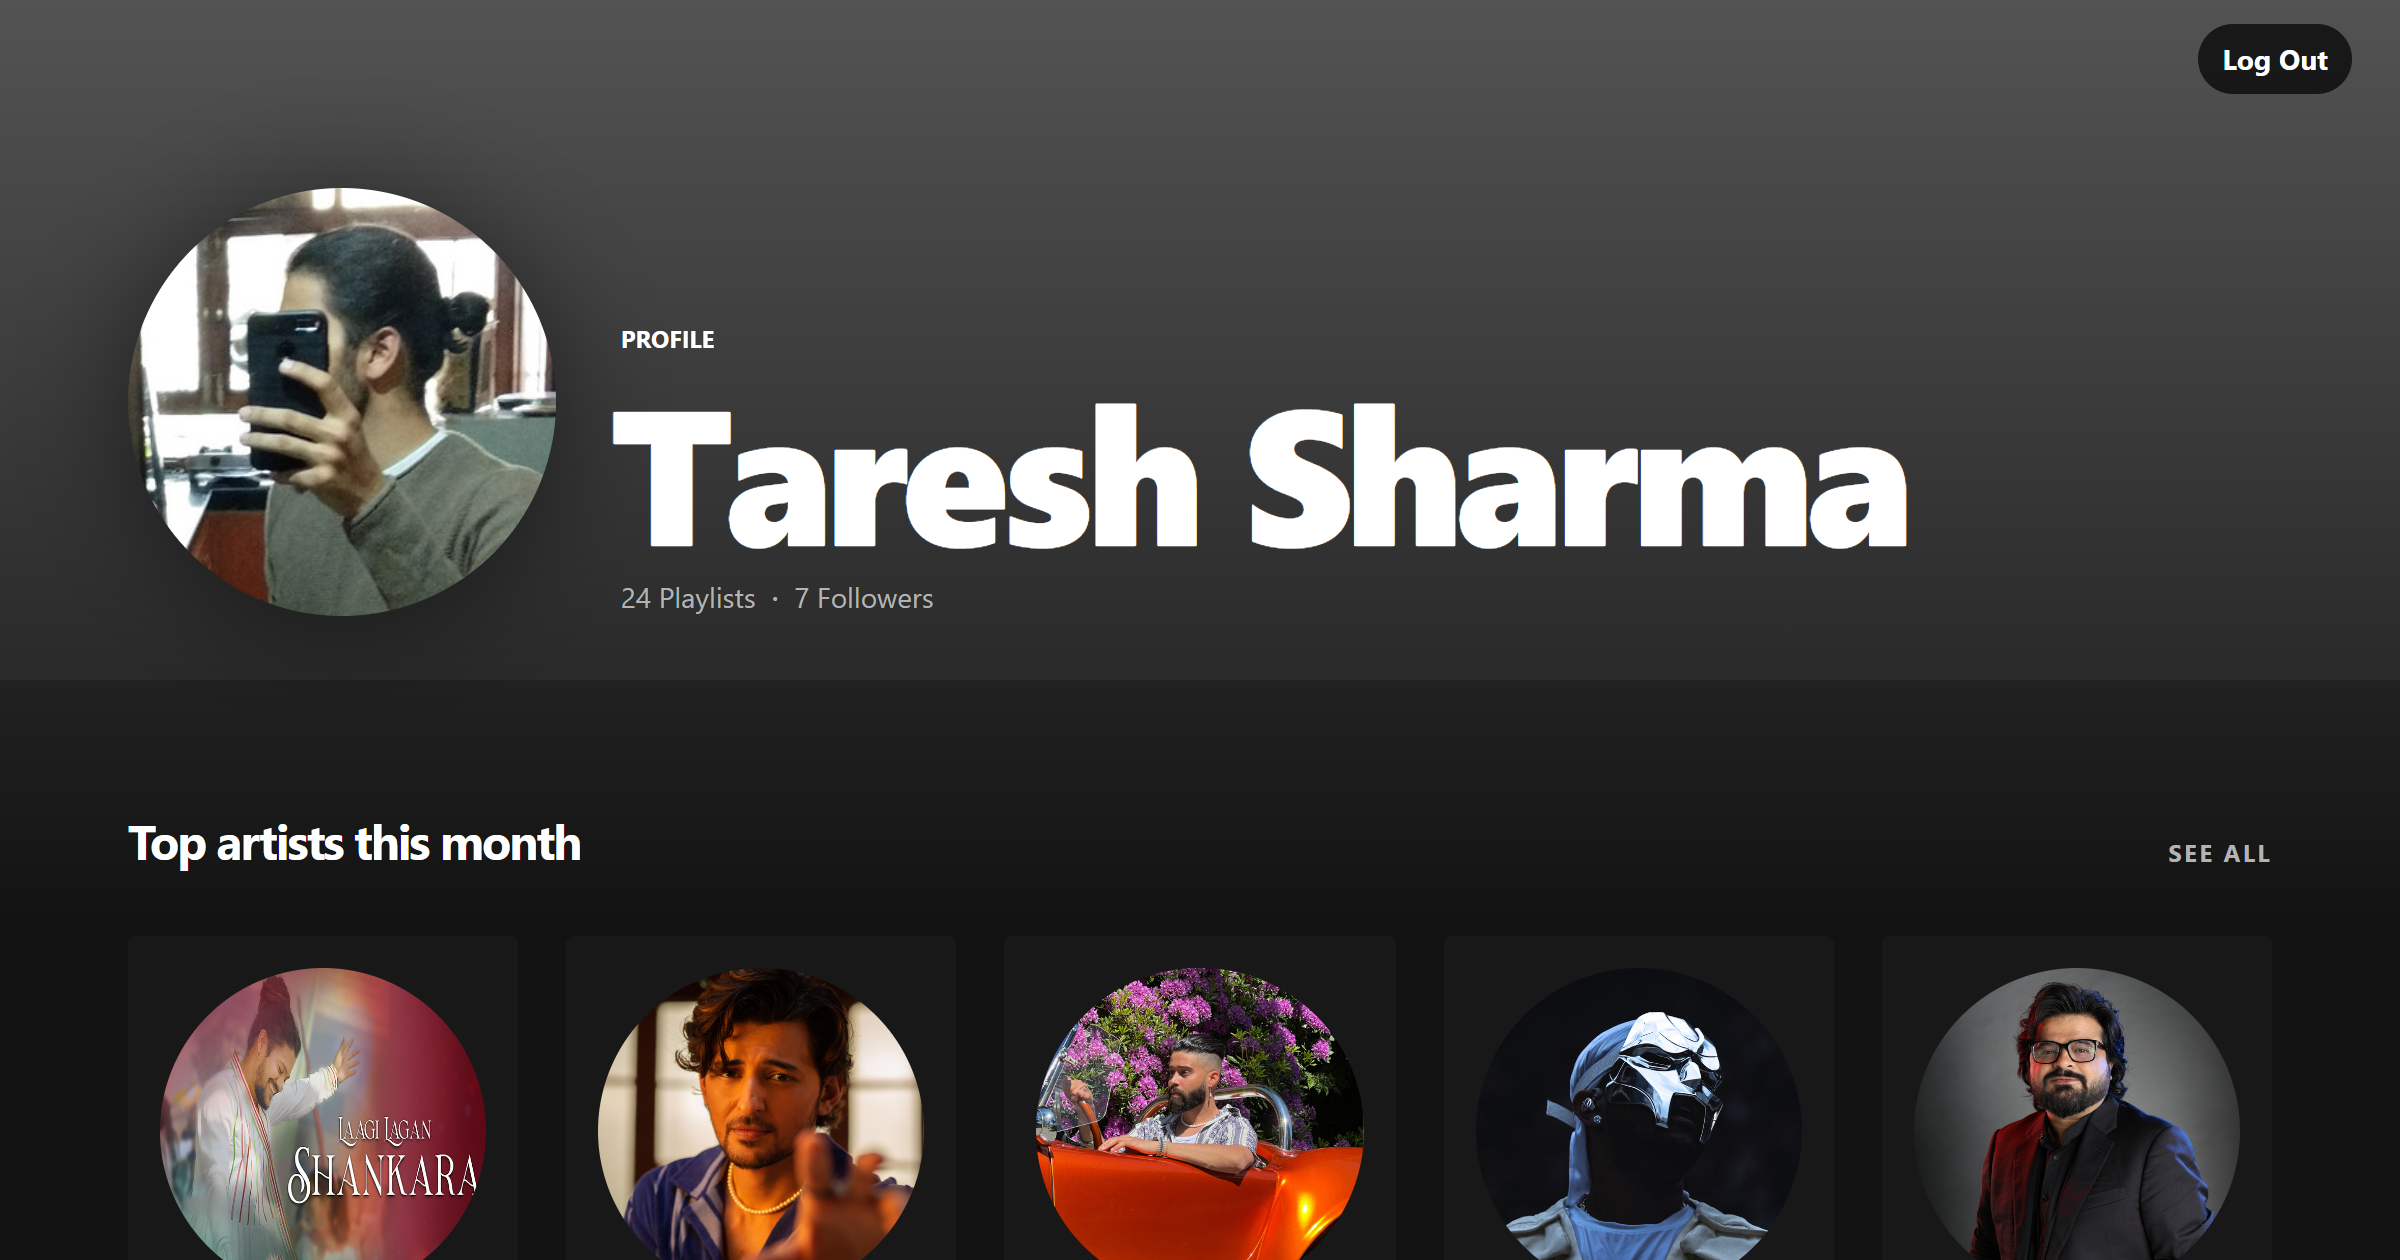 Log Out
PROFILE
Taresh Sharma
24 Playlists · 7 Followers
Top artists this month
SEE ALL
LAAGI LAGAN
SHANKARA